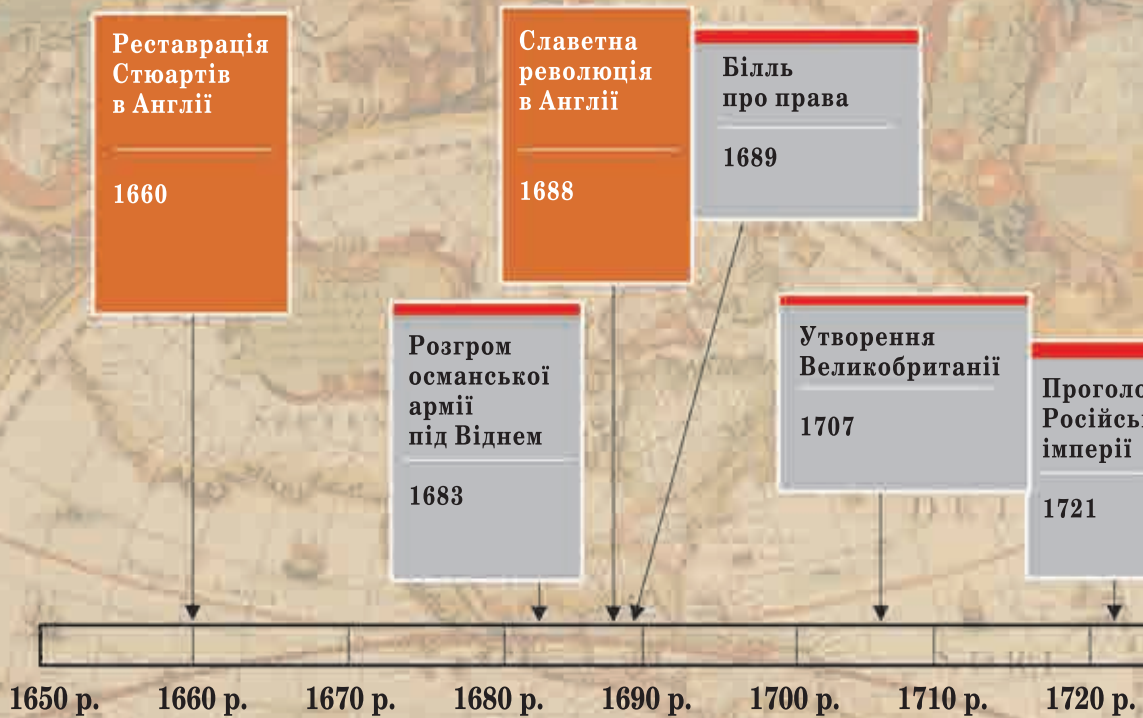 Реставрація
Стюартів
в Англії
1660
Славетна
революція
в Англії
1688
Білль
про права
1689
Розгром
османської
армії
під Віднем
1683
Утворення
Великобританії
1707
імперії
1721
1650 р. 1660 р. 1670 р. 1680 р. 1690 р. 1700 р. 1710 р. 1720 р.